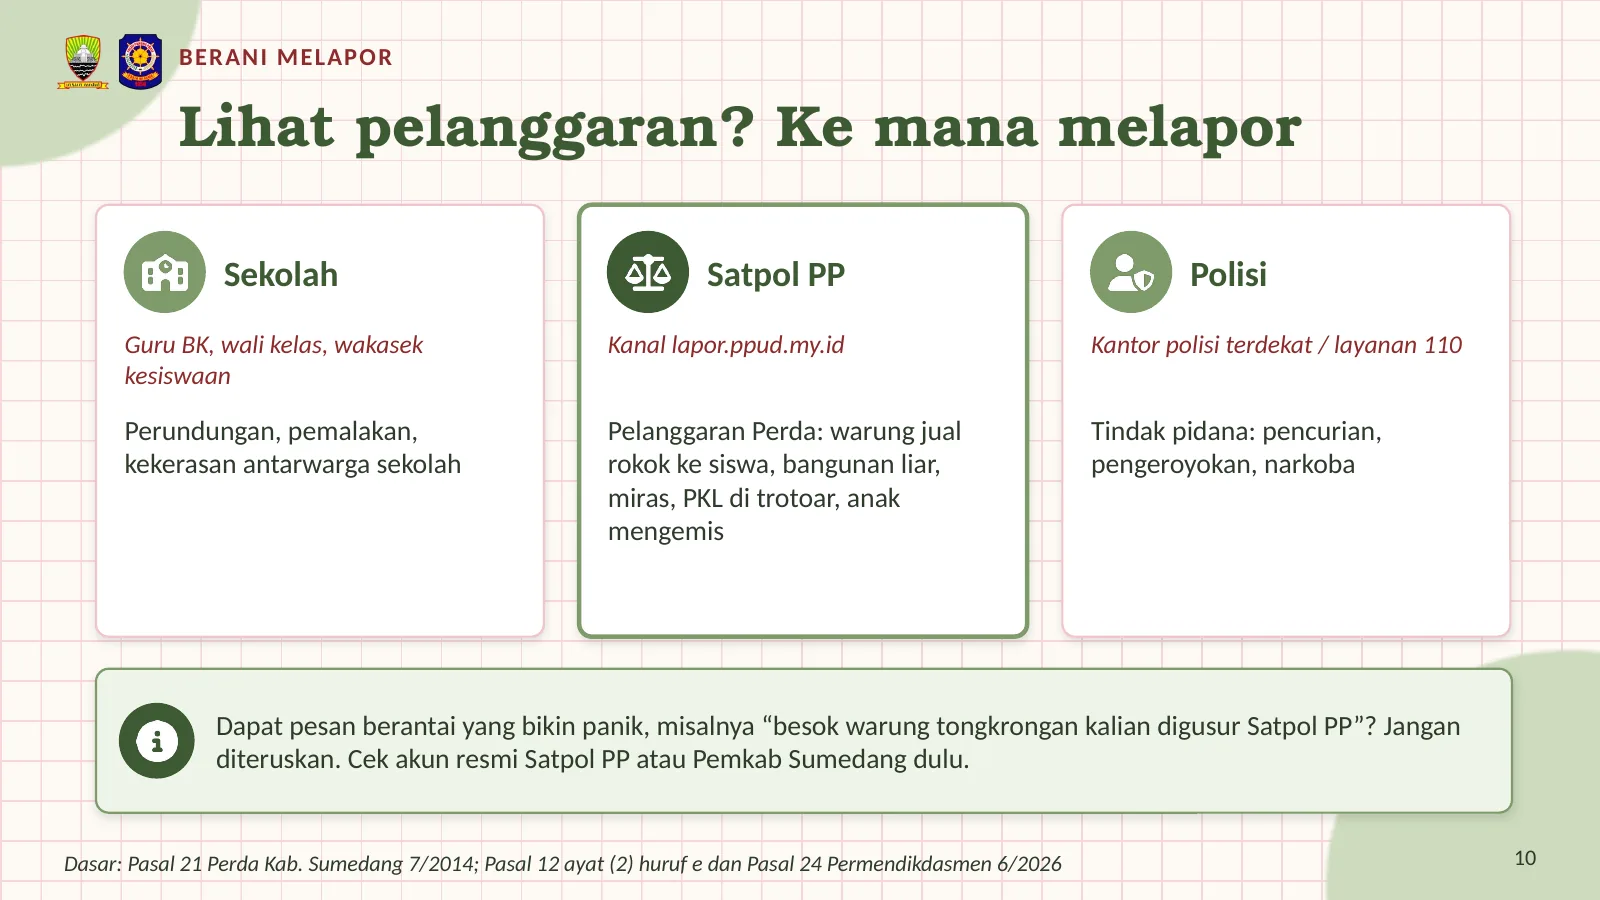 BERANI MELAPOR
Lihat pelanggaran? Ke mana melapor
Sekolah
Guru BK, wali kelas, wakasek
kesiswaan
Perundungan, pemalakan,
kekerasan antarwarga sekolah
Satpol PP
Kanal lapor.ppud.my.id
Pelanggaran Perda: warung jual
rokok ke siswa, bangunan liar,
miras, PKL di trotoar, anak
mengemis
Polisi
Kantor polisi terdekat / layanan 110
Tindak pidana: pencurian,
pengeroyokan, narkoba
Dapat pesan berantai yang bikin panik, misalnya “besok warung tongkrongan kalian digusur Satpol PP”? Jangan
diteruskan. Cek akun resmi Satpol PP atau Pemkab Sumedang dulu.
Dasar: Pasal 21 Perda Kab. Sumedang 7/2014; Pasal 12 ayat (2) huruf e dan Pasal 24 Permendikdasmen 6/2026
10